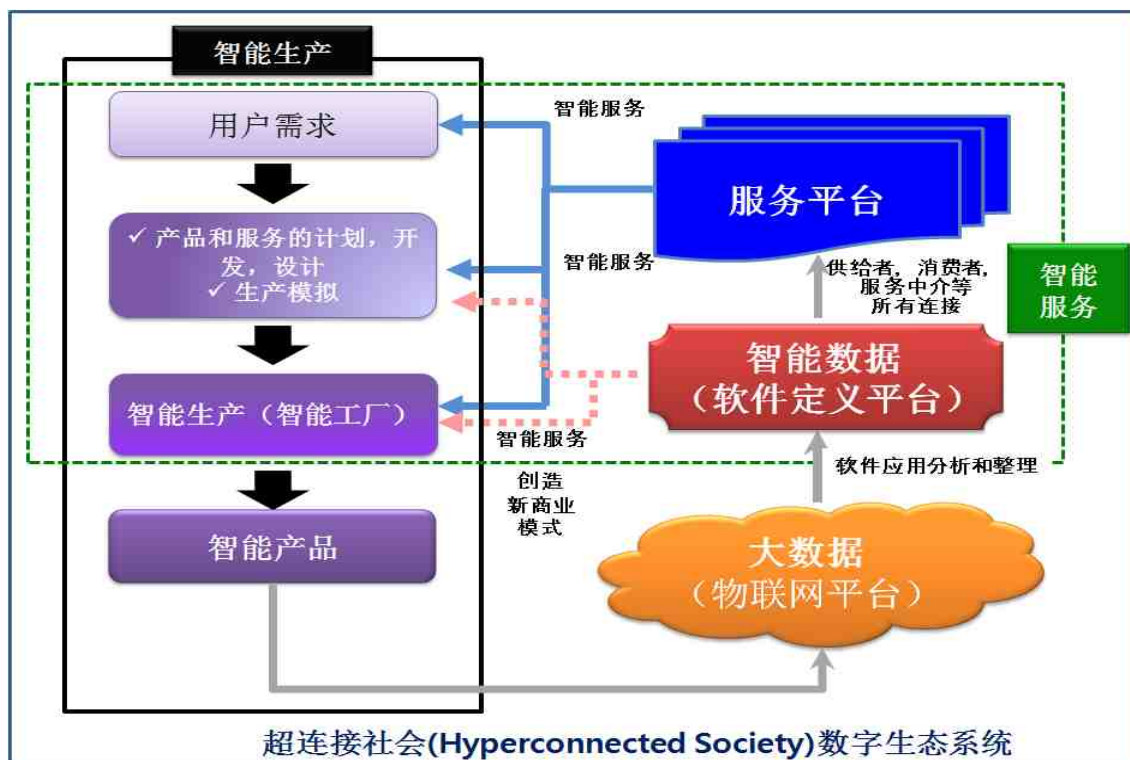 智能生产
用户需求
✓ 产品和服务的计划，开
发，设计
✓ 生产模拟
智能生产（智能工厂）
智能产品
智能服务
智能服务
智能服务
创造
新商业
模式
服务平台
供给者，消费者，
服务中介等
所有连接
智能
服务
智能数据
（软件定义平台）
软件应用分析和整理
大数据
（物联网平台）
超连接社会(Hyperconnected Society)数字生态系统